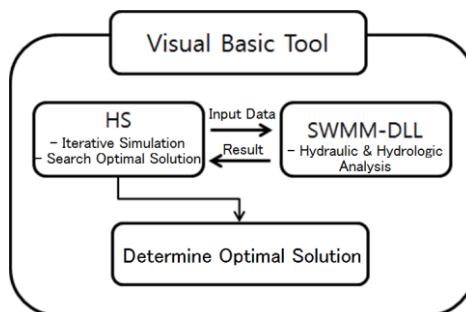 Visual Basic Tool
HS
- Iterative Simulation
- Search Optimal Solution
Input Data
Result
SWMM-DLL
- Hydraulic & Hydrologic
Analysis
Determine Optimal Solution